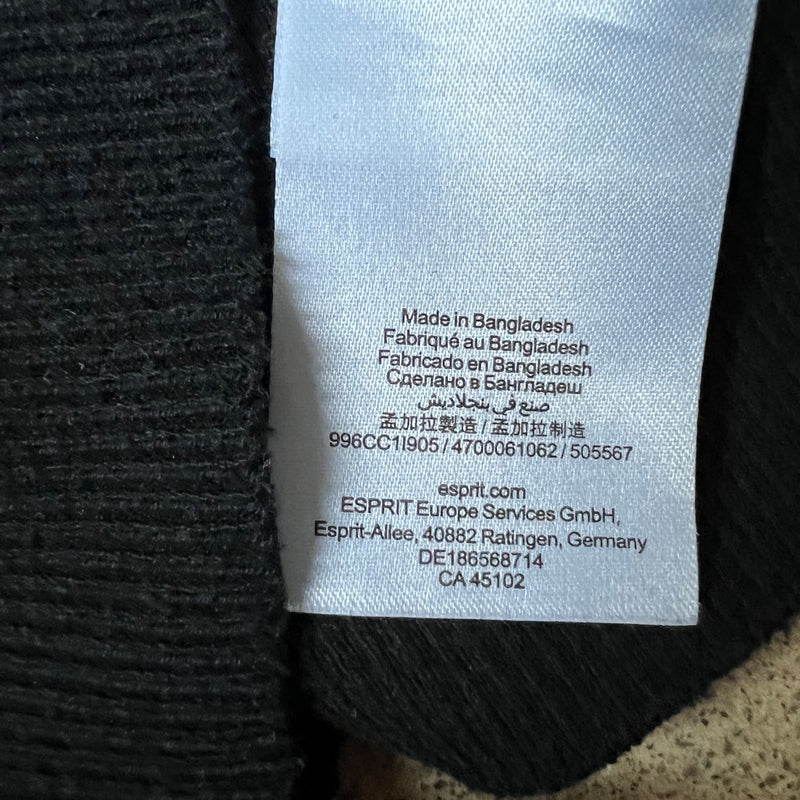 Made in Bangladesh
Fabriqué au Bangladesh
Fabricado en Bangladesh
Сделано в Бангладеш
صنع في بنجلاديش
孟加拉製造 / 孟加拉制造
996CC1I905 / 4700061062 / 505567
esprit.com
ESPRIT Europe Services GmbH,
Esprit-Allee, 40882 Ratingen, Germany
DE186568714
CA 45102